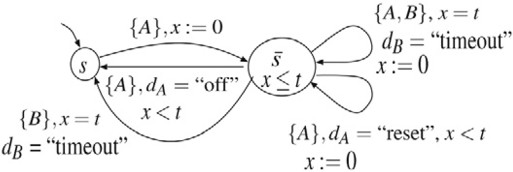 {A}, x := 0
s
s̄
x ≤ t
{A}, d_A = “off”
x < t
{B}, x = t
d_B = “timeout”
{A, B}, x = t
d_B = “timeout”
x := 0
{A}, d_A = “reset”, x < t
x := 0